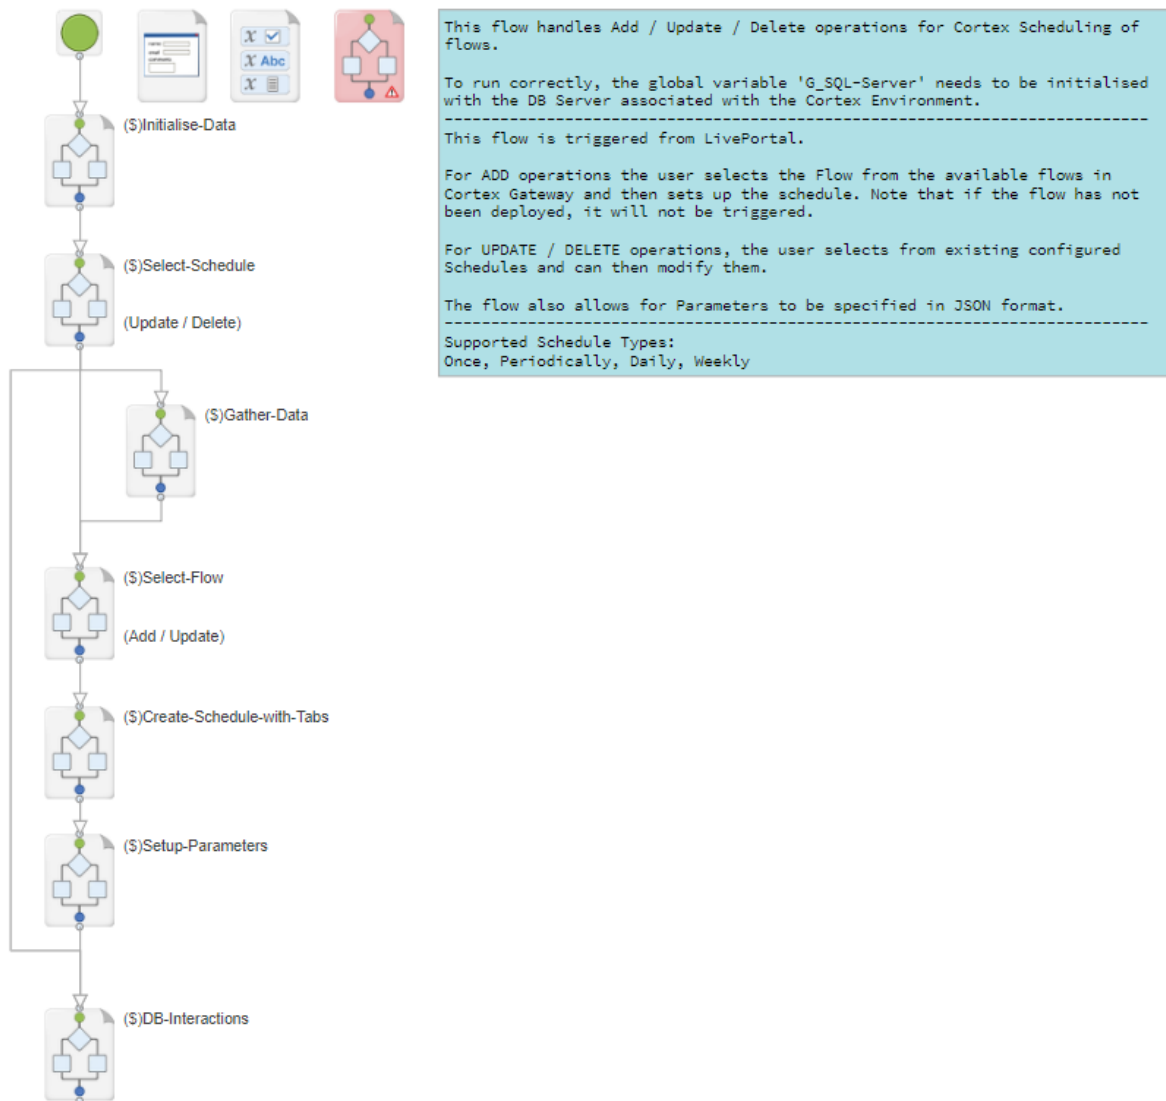 This flow handles Add / Update / Delete operations for Cortex Scheduling of
flows.
To run correctly, the global variable 'G_SQL-Server' needs to be initialised
with the DB Server associated with the Cortex Environment.
---------------------------------------------------------------------------
This flow is triggered from LivePortal.
For ADD operations the user selects the Flow from the available flows in
Cortex Gateway and then sets up the schedule. Note that if the flow has not
been deployed, it will not be triggered.
For UPDATE / DELETE operations, the user selects from existing configured
Schedules and can then modify them.
The flow also allows for Parameters to be specified in JSON format.
---------------------------------------------------------------------------
Supported Schedule Types:
Once, Periodically, Daily, Weekly
X
X Abc
X
($)Initialise-Data
($)Select-Schedule
(Update / Delete)
($)Gather-Data
($)Select-Flow
(Add / Update)
($)Create-Schedule-with-Tabs
($)Setup-Parameters
($)DB-Interactions